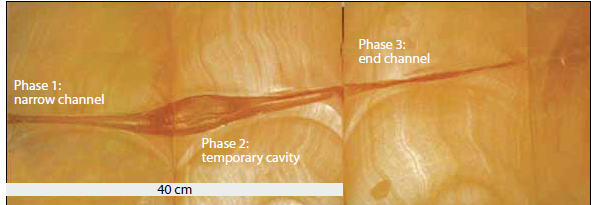 Phase 1:
narrow channel
Phase 2:
temporary cavity
Phase 3:
end channel
40 cm